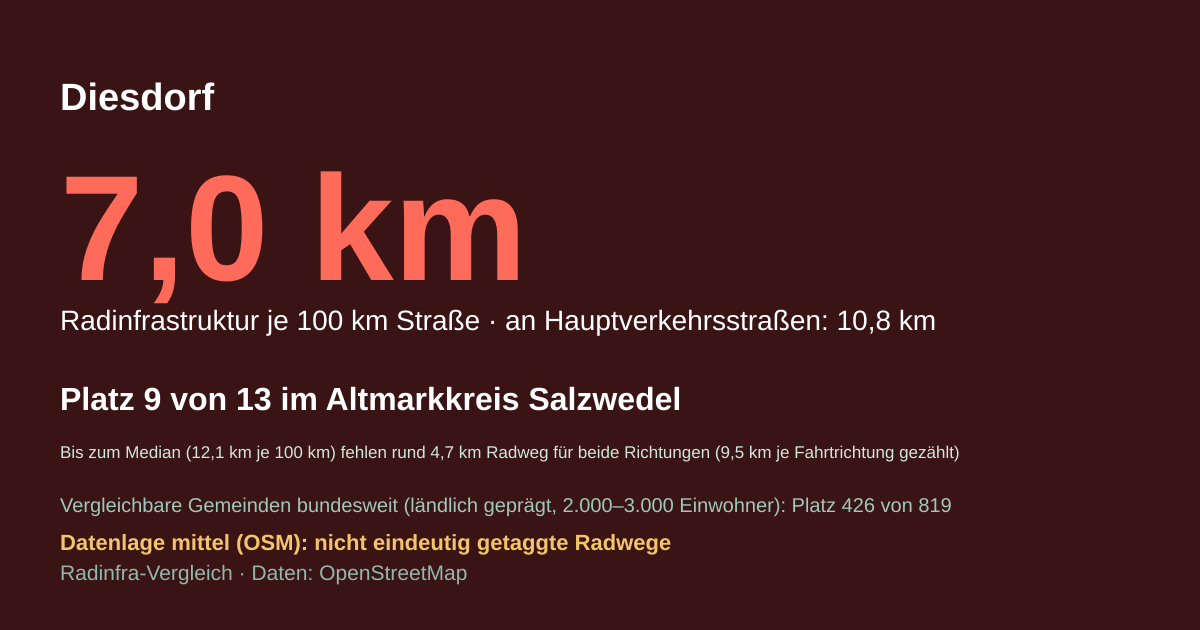 Diesdorf
7,0 km
Radinfrastruktur je 100 km Straße · an Hauptverkehrsstraßen: 10,8 km
Platz 9 von 13 im Altmarkkreis Salzwedel
Bis zum Median (12,1 km je 100 km) fehlen rund 4,7 km Radweg für beide Richtungen (9,5 km je Fahrtrichtung gezählt)
Vergleichbare Gemeinden bundesweit (ländlich geprägt, 2.000–3.000 Einwohner): Platz 426 von 819
Datenlage mittel (OSM): nicht eindeutig getaggte Radwege
Radinfra-Vergleich · Daten: OpenStreetMap